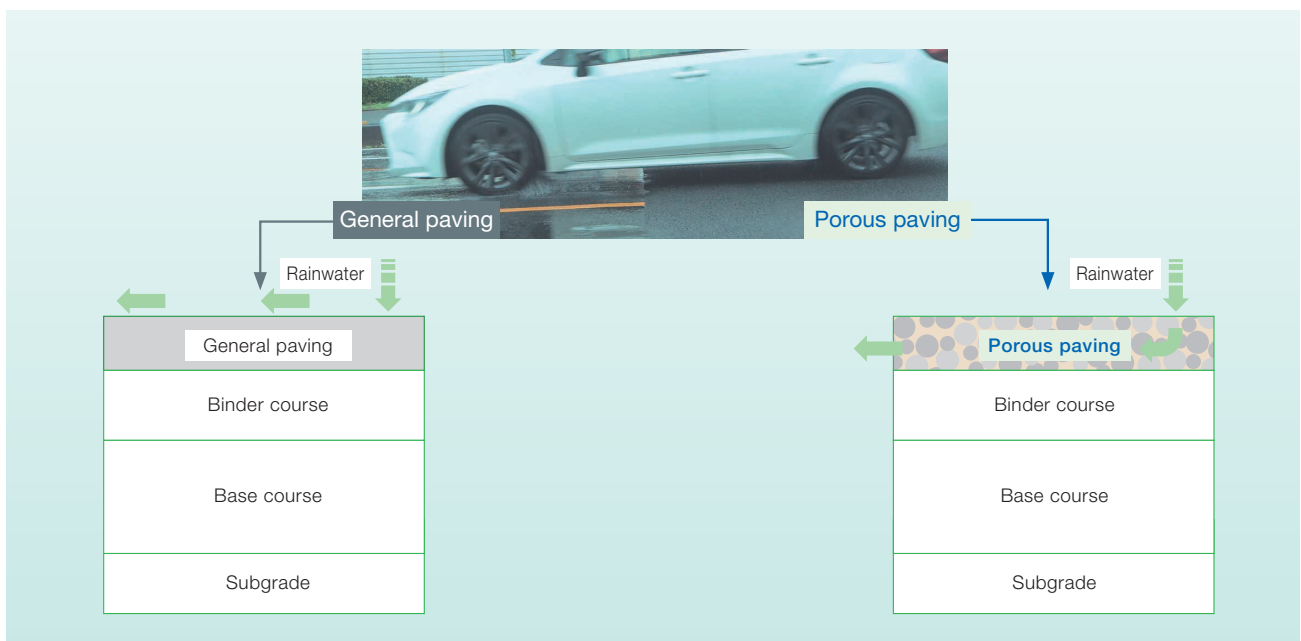 General paving
Porous paving
Rainwater
General paving
Binder course
Base course
Subgrade
Rainwater
Porous paving
Binder course
Base course
Subgrade